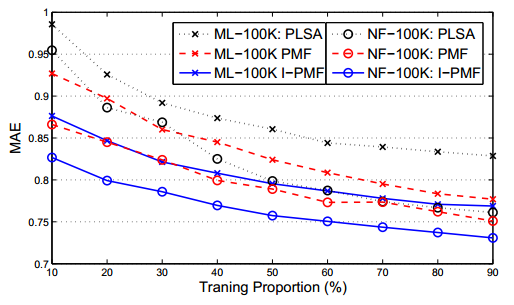 ML−100K: PLSA NF−100K: PLSA
ML−100K PMF NF−100K: PMF
ML−100K I−PMF NF−100K: I−PMF
MAE
1
0.95
0.9
0.85
0.8
0.75
0.7
10 20 30 40 50 60 70 80 90
Traning Proportion (%)